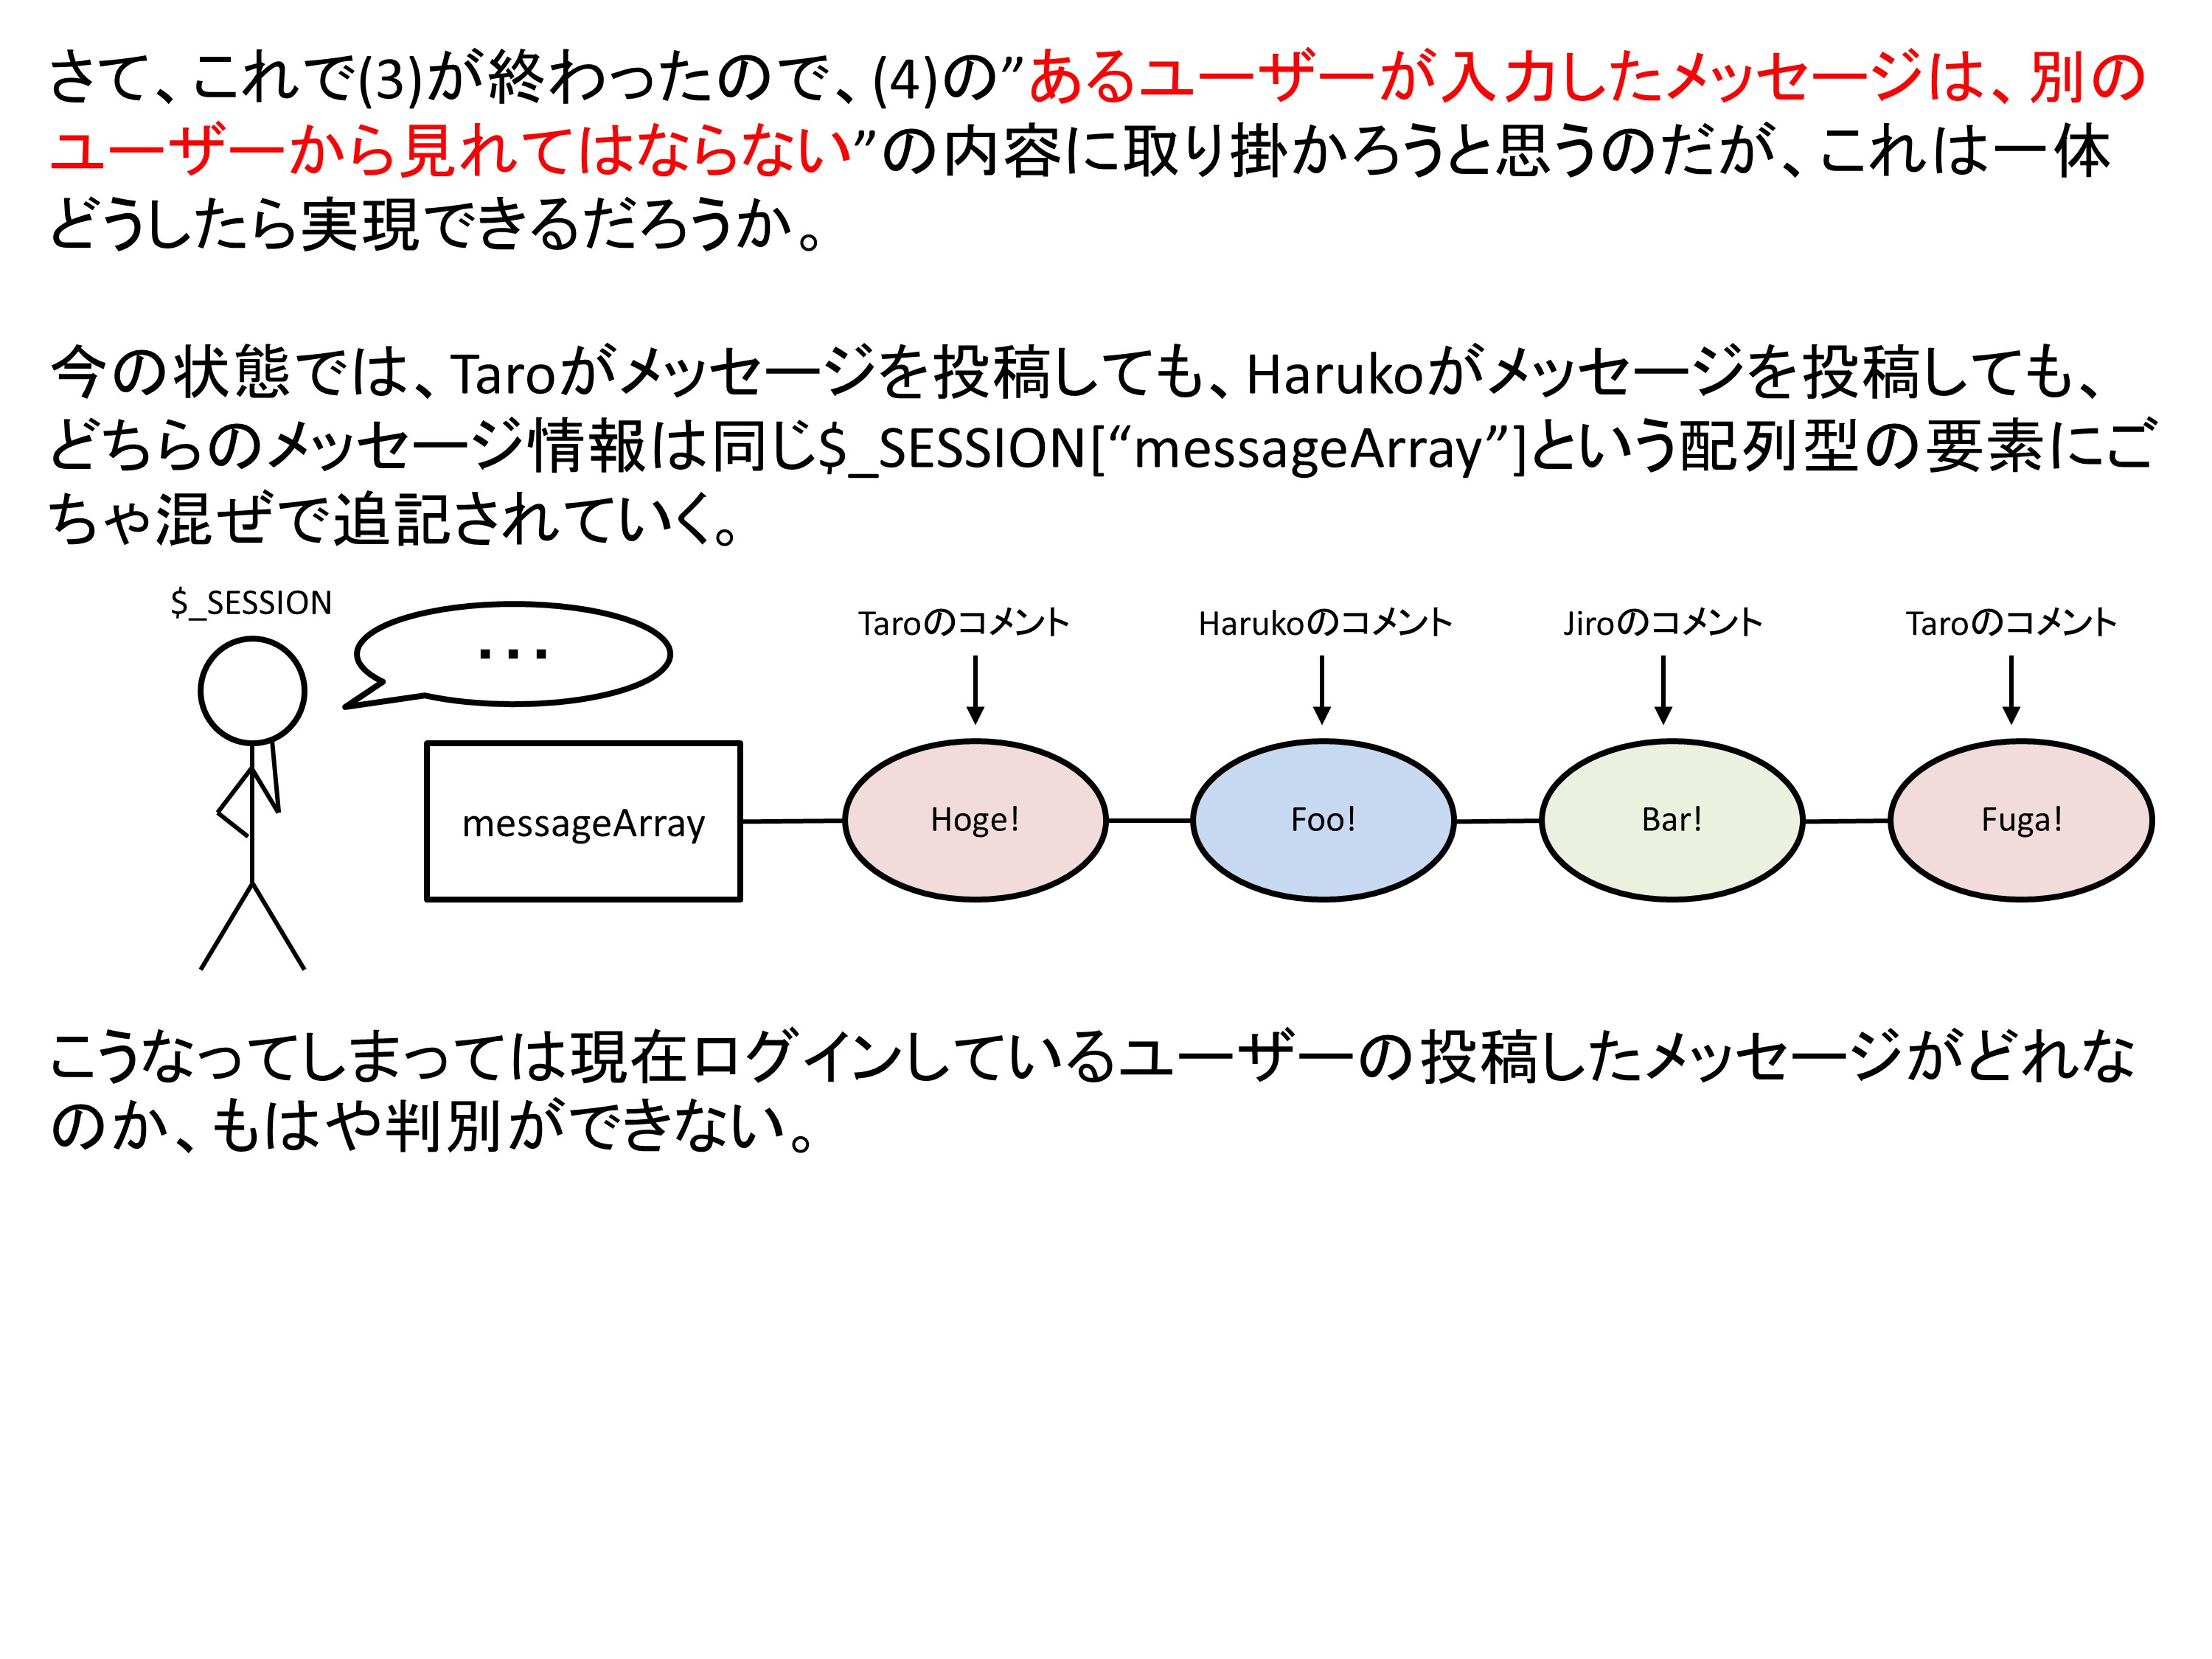 さて、これで(3)が終わったので、(4)の”あるユーザーが入力したメッセージは、別の
ユーザーから見れてはならない”の内容に取り掛かろうと思うのだが、これは一体
どうしたら実現できるだろうか。
今の状態では、Taroがメッセージを投稿しても、Harukoがメッセージを投稿しても、
どちらのメッセージ情報は同じ$_SESSION[“messageArray”]という配列型の要素にご
ちゃ混ぜで追記されていく。
$_SESSION
・・・
Taroのコメント
Harukoのコメント
Jiroのコメント
Taroのコメント
messageArray
Hoge!
Foo!
Bar!
Fuga!
こうなってしまっては現在ログインしているユーザーの投稿したメッセージがどれな
のか、もはや判別ができない。